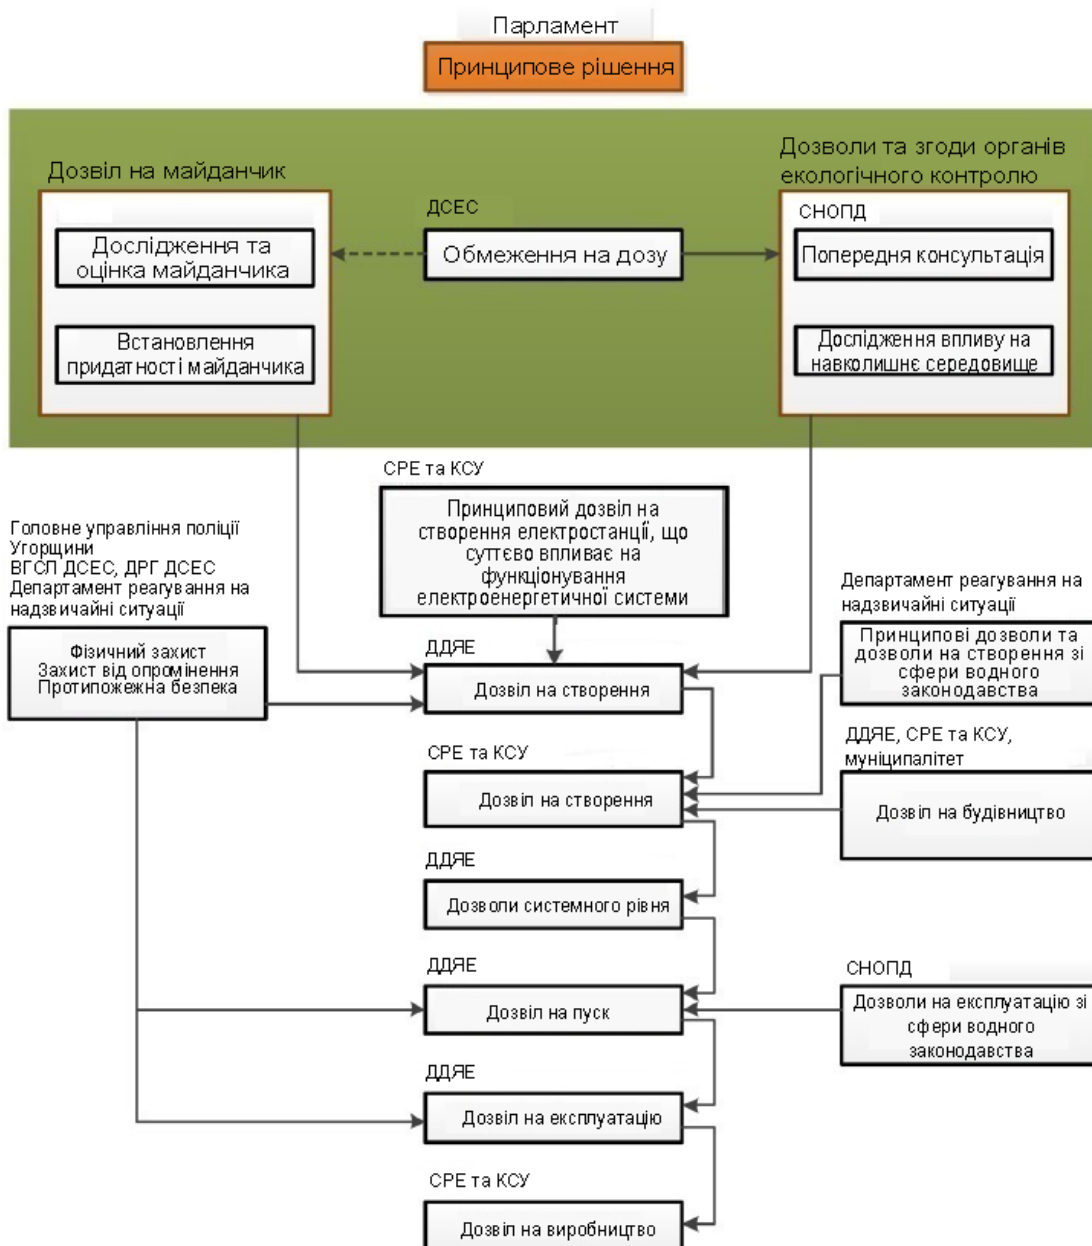 Парламент
Принципове рішення
Дозвіл на майданчик
Дослідження та
оцінка майданчика
Встановлення
придатності майданчика
ДСЕС
Обмеження на дозу
Дозволи та згоди органів
екологічного контролю
СНОПД
Попередня консультація
Дослідження впливу на
навколишнє середовище
СРЕ та КСУ
Принциповий дозвіл на
створення електростанції, що
суттєво впливає на
функціонування
електроенергетичної системи
Головне управління поліції
Угорщини
ВГСП ДСЕС, ДРГ ДСЕС
Департамент реагування на
надзвичайні ситуації
Фізичний захист
Захист від опромінення
Протипожежна безпека
ДДЯЕ
Дозвіл на створення
Департамент реагування на
надзвичайні ситуації
Принципові дозволи та
дозволи на створення зі
сфери водного
законодавства
СРЕ та КСУ
Дозвіл на створення
ДДЯЕ, СРЕ та КСУ,
муніципалітет
Дозвіл на будівництво
ДДЯЕ
Дозволи системного рівня
ДДЯЕ
Дозвіл на пуск
СНОПД
Дозволи на експлуатацію зі
сфери водного
законодавства
ДДЯЕ
Дозвіл на експлуатацію
СРЕ та КСУ
Дозвіл на виробництво